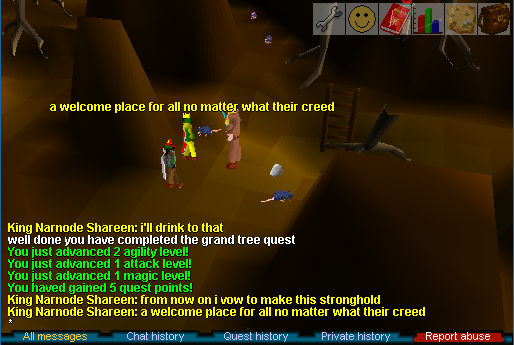 a welcome place for all no matter what their creed
King Narnode Shareen: i'll drink to that
well done you have completed the grand tree quest
You just advanced 2 agility level!
You just advanced 1 attack level!
You just advanced 1 magic level!
You haved gained 5 quest points!
King Narnode Shareen: from now on i vow to make this stronghold
King Narnode Shareen: a welcome place for all no matter what their creed
*
All messages Chat history Quest history Private history Report abuse